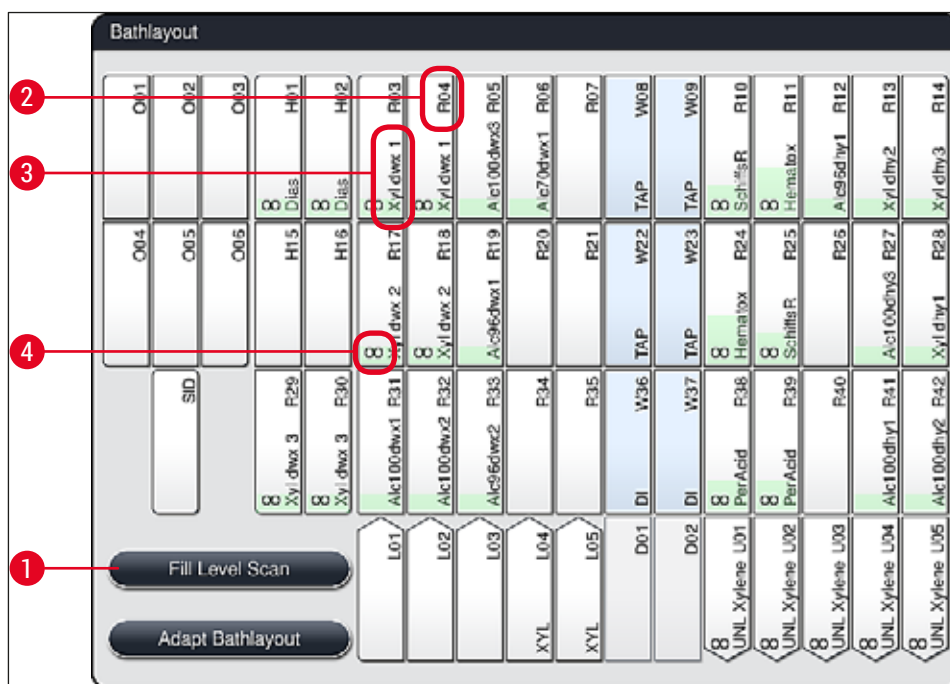 Bathlayout
2
3
4
1
O01
O02
O03
H01
∞ Dias
H02
∞ Dias
R03
∞ Xyl dwx 1
R04
∞ Xyl dwx 1
R05
Alc100dwx3
R06
Alc70dwx1
R07
W08
TAP
W09
TAP
R10
∞ SchiffsR
R11
∞ Hematox
R12
Alc96dhy1
R13
Xyl dhy2
R14
Xyl dhy3
O04
O05
O06
H15
H16
R17
∞ Xyl dwx 2
R18
∞ Xyl dwx 2
R19
Alc96dwx1
R20
R21
W22
TAP
W23
TAP
R24
∞ Hematox
R25
∞ SchiffsR
R26
R27
Alc100dhy3
R28
Xyl dhy1
SID
R29
∞ Xyl dwx 3
R30
∞ Xyl dwx 3
R31
Alc100dwx1
R32
Alc100dwx2
R33
Alc96dwx2
R34
R35
W36
DI
W37
DI
R38
∞ PerAcid
R39
∞ PerAcid
R40
R41
Alc100dhy1
R42
Alc100dhy2
Fill Level Scan
Adapt Bathlayout
L01
L02
L03
L04
XYL
L05
XYL
D01
D02
∞ UNL Xylene U01
∞ UNL Xylene U02
∞ UNL Xylene U03
∞ UNL Xylene U04
∞ UNL Xylene U05